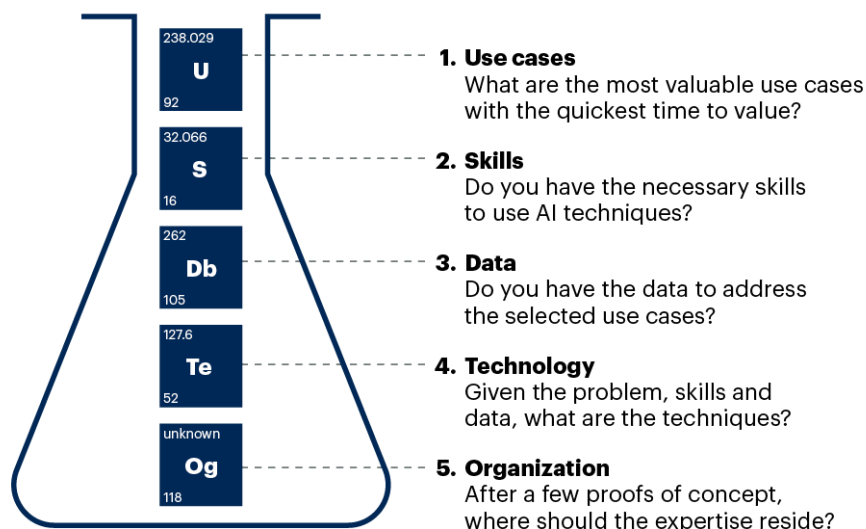 238.029
U
92
1. Use cases
What are the most valuable use cases
with the quickest time to value?
32.066
S
16
2. Skills
Do you have the necessary skills
to use AI techniques?
262
Db
105
3. Data
Do you have the data to address
the selected use cases?
127.6
Te
52
4. Technology
Given the problem, skills and
data, what are the techniques?
unknown
Og
118
5. Organization
After a few proofs of concept,
where should the expertise reside?